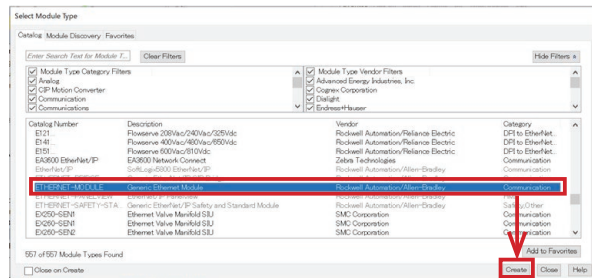 Select Module Type
Catalog Module Discovery Favorites
Enter Search Text for Module T... Clear Filters Hide Filters
Module Type Category Filters Module Type Vendor Filters
Analog Advanced Energy Industries, Inc.
CIP Motion Converter Cognex Corporation
Communication Dialight
Communications Endress+Hauser
Catalog Number Description Vendor Category
E121... Flowserve 208Vac/240Vac/325Vdc Rockwell Automation/Reliance Electric DPI to EtherNet...
E141... Flowserve 400Vac/480Vac/650Vdc Rockwell Automation/Reliance Electric DPI to EtherNet...
E151... Flowserve 600Vac/810Vdc Rockwell Automation/Reliance Electric DPI to EtherNet...
EA3600 EtherNet/IP EA3600 Network Connect Zebra Technologies Communication
EtherNet/IP SoftLogix5800 EtherNet/IP Rockwell Automation/Allen-Bradley Communication
ETHERNET-MODULE Generic Ethernet Module Rockwell Automation/Allen-Bradley Communication
ETHERNET-SAFETY-STA... Generic EtherNet/IP Safety and Standard Module Rockwell Automation/Allen-Bradley Safety,Other
EX250-SEN1 Ethernet Valve Manifold SIU SMC Corporation Communication
EX260-SEN1 Ethernet Valve Manifold SIU SMC Corporation Communication
EX260-SEN2 Ethernet Valve Manifold SIU SMC Corporation Communication
557 of 557 Module Types Found Add to Favorites
Close on Create Create Close Help